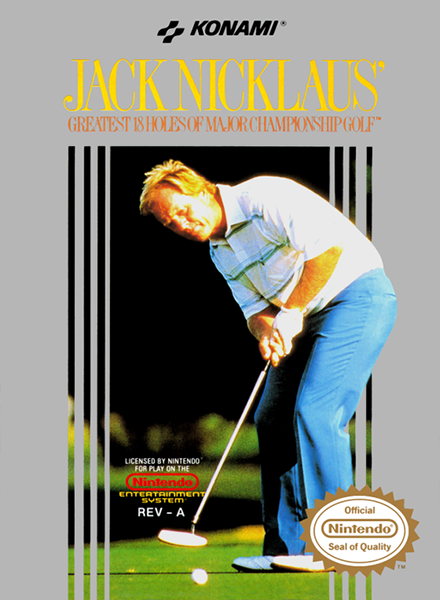 KONAMI®
JACK NICKLAUS'
GREATEST 18 HOLES OF MAJOR CHAMPIONSHIP GOLF™
LICENSED BY NINTENDO®
FOR PLAY ON THE
Nintendo®
ENTERTAINMENT
SYSTEM®
REV - A
Official
Nintendo®
Seal of Quality
TM